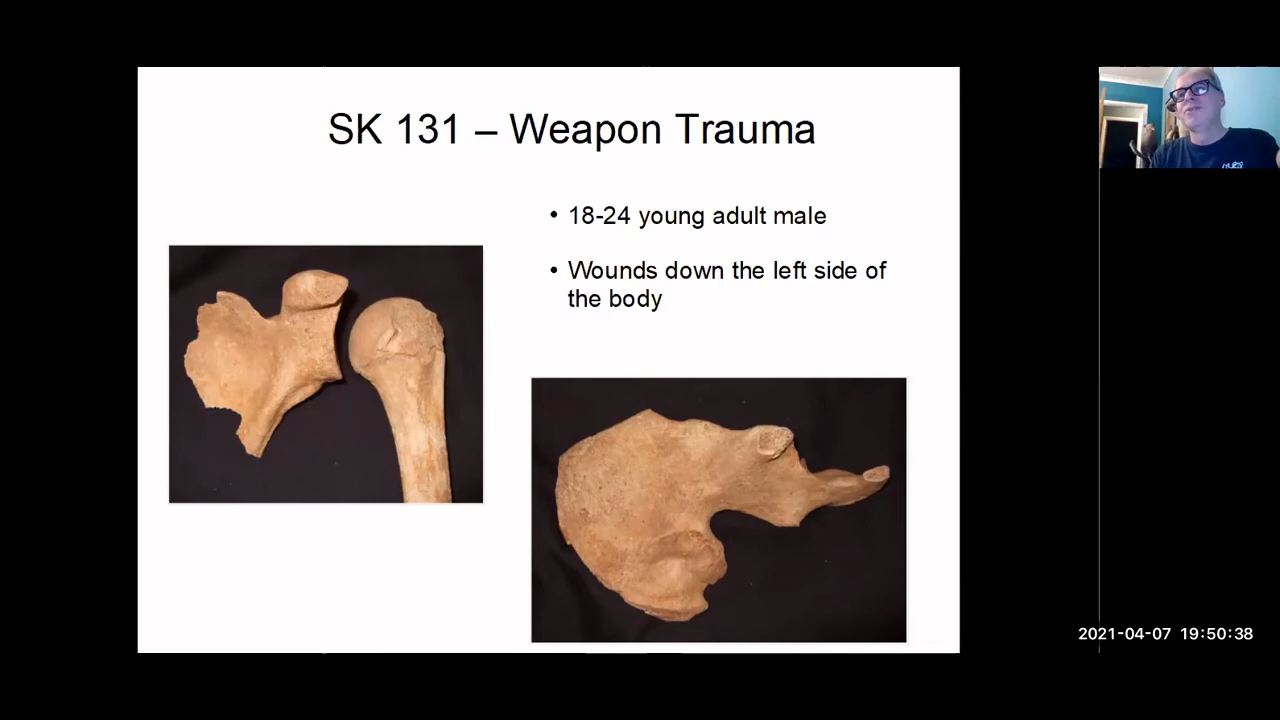 SK 131 – Weapon Trauma
• 18-24 young adult male
• Wounds down the left side of
the body
2021-04-07 19:50:38